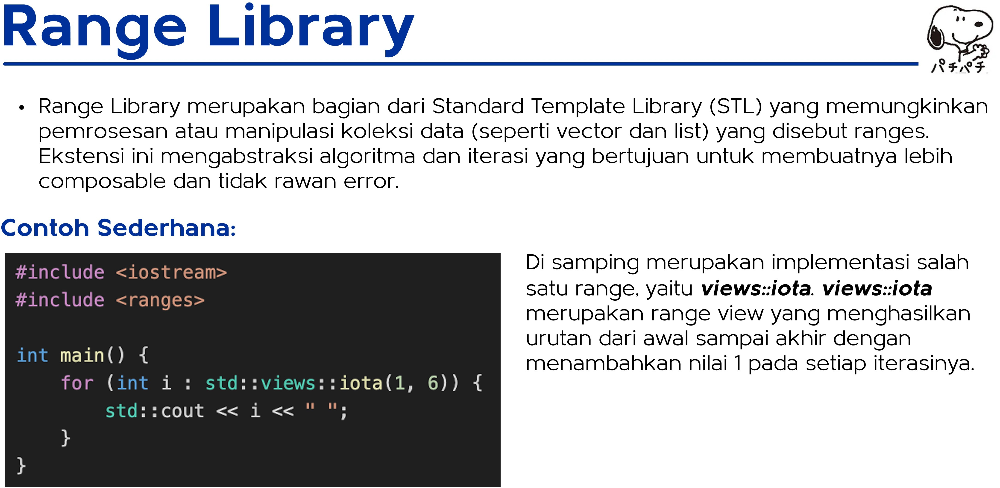 Range Library
パチパチ
• Range Library merupakan bagian dari Standard Template Library (STL) yang memungkinkan
pemrosesan atau manipulasi koleksi data (seperti vector dan list) yang disebut ranges.
Ekstensi ini mengabstraksi algoritma dan iterasi yang bertujuan untuk membuatnya lebih
composable dan tidak rawan error.
Contoh Sederhana:
#include <iostream>
#include <ranges>
int main() {
    for (int i : std::views::iota(1, 6)) {
        std::cout << i << " ";
    }
}
Di samping merupakan implementasi salah
satu range, yaitu views::iota. views::iota
merupakan range view yang menghasilkan
urutan dari awal sampai akhir dengan
menambahkan nilai 1 pada setiap iterasinya.